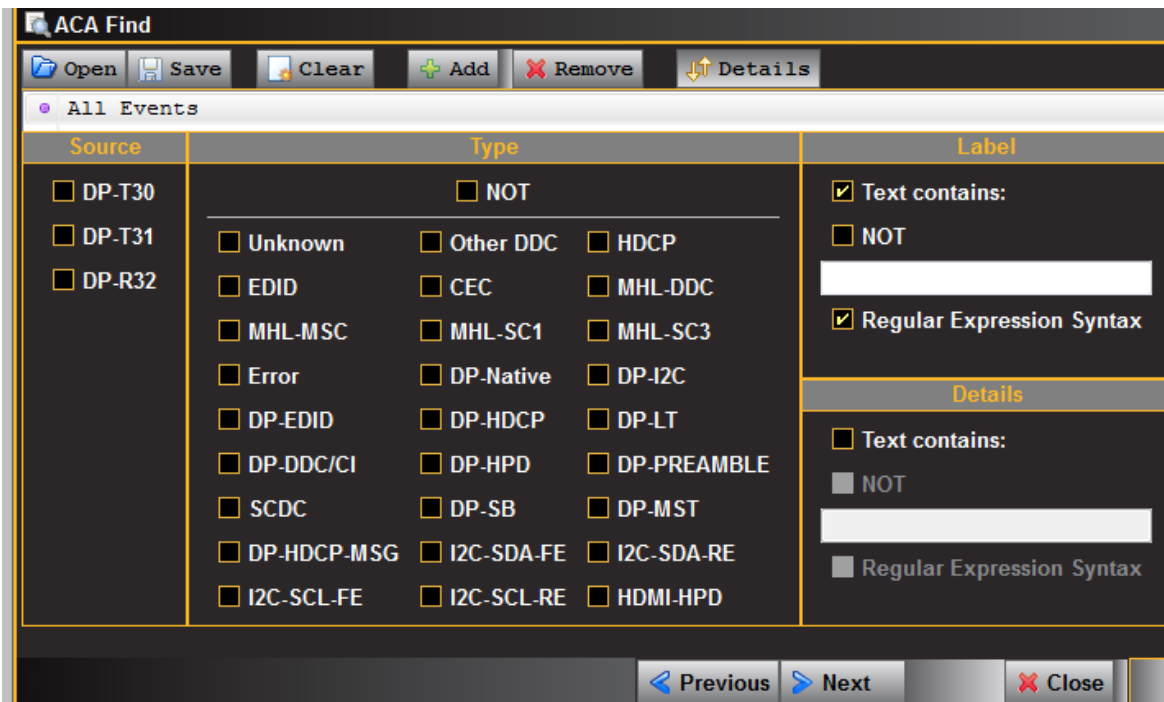 ACA Find
Open Save Clear Add Remove Details
All Events
Source Type Label
DP-T30 NOT Text contains:
DP-T31 Unknown Other DDC HDCP NOT
DP-R32 EDID CEC MHL-DDC
MHL-MSC MHL-SC1 MHL-SC3 Regular Expression Syntax
Error DP-Native DP-I2C
Details
DP-EDID DP-HDCP DP-LT Text contains:
DP-DDC/CI DP-HPD DP-PREAMBLE
NOT
SCDC DP-SB DP-MST
DP-HDCP-MSG I2C-SDA-FE I2C-SDA-RE Regular Expression Syntax
I2C-SCL-FE I2C-SCL-RE HDMI-HPD
Previous Next Close